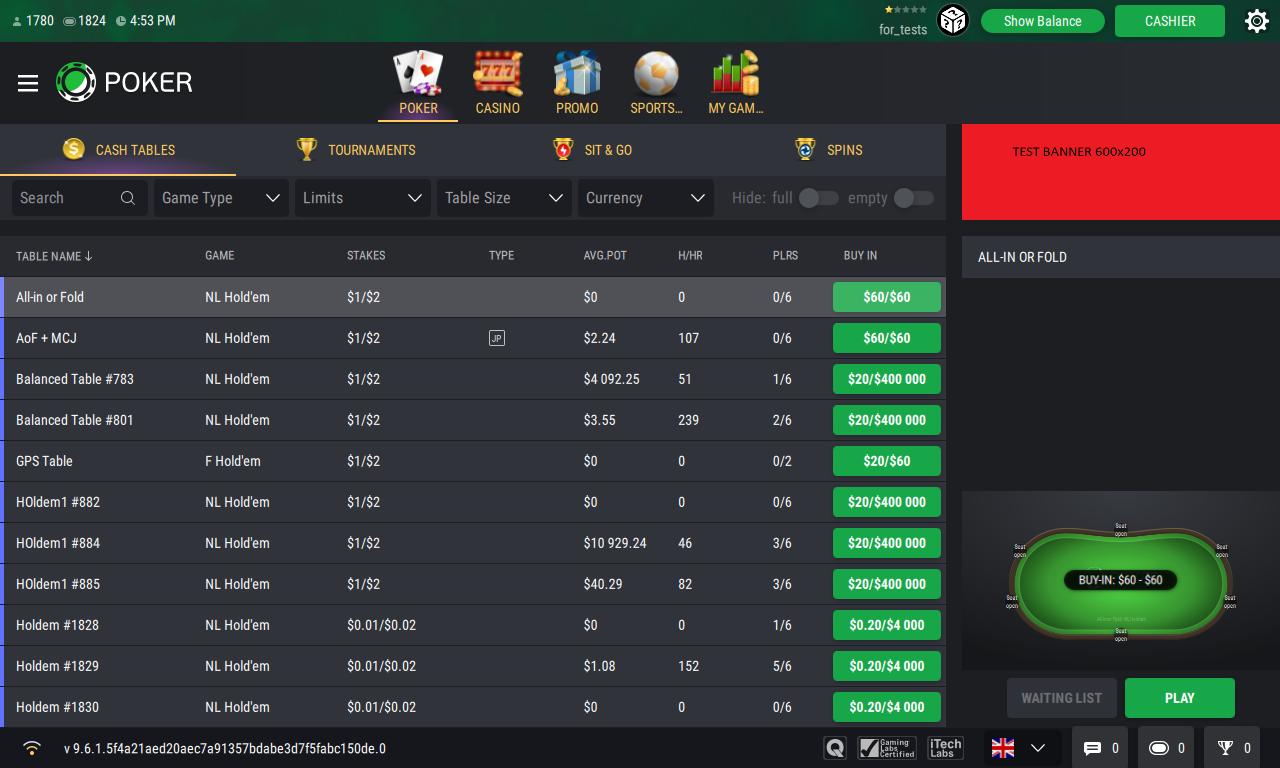 1780 1824 4:53 PM
for_tests
Show Balance
CASHIER
POKER
POKER
CASINO
PROMO
SPORTS...
MY GAM...
CASH TABLES
TOURNAMENTS
SIT & GO
SPINS
TEST BANNER 600x200
Search
Game Type
Limits
Table Size
Currency
Hide: full
empty
TABLE NAME GAME STAKES TYPE AVG.POT H/HR PLRS BUY IN
ALL-IN OR FOLD
All-in or Fold NL Hold'em $1/$2 $0 0 0/6 $60/$60
AoF + MCJ NL Hold'em $1/$2 JP $2.24 107 0/6 $60/$60
Balanced Table #783 NL Hold'em $1/$2 $4 092.25 51 1/6 $20/$400 000
Balanced Table #801 NL Hold'em $1/$2 $3.55 239 2/6 $20/$400 000
GPS Table F Hold'em $1/$2 $0 0 0/2 $20/$60
HOldem1 #882 NL Hold'em $1/$2 $0 0 0/6 $20/$400 000
HOldem1 #884 NL Hold'em $1/$2 $10 929.24 46 3/6 $20/$400 000
HOldem1 #885 NL Hold'em $1/$2 $40.29 82 3/6 $20/$400 000
Holdem #1828 NL Hold'em $0.01/$0.02 $0 0 1/6 $0.20/$4 000
Holdem #1829 NL Hold'em $0.01/$0.02 $1.08 152 5/6 $0.20/$4 000
Holdem #1830 NL Hold'em $0.01/$0.02 $0 0 0/6 $0.20/$4 000
Seat
open
Seat
open
Seat
open
BUY-IN: $60 - $60
Seat
open
Seat
open
Seat
open
WAITING LIST
PLAY
v 9.6.1.5f4a21aed20aec7a91357bdabe3d7f5fabc150de.0
Gaming
Labs
Certified
iTech
Labs
0
0
0